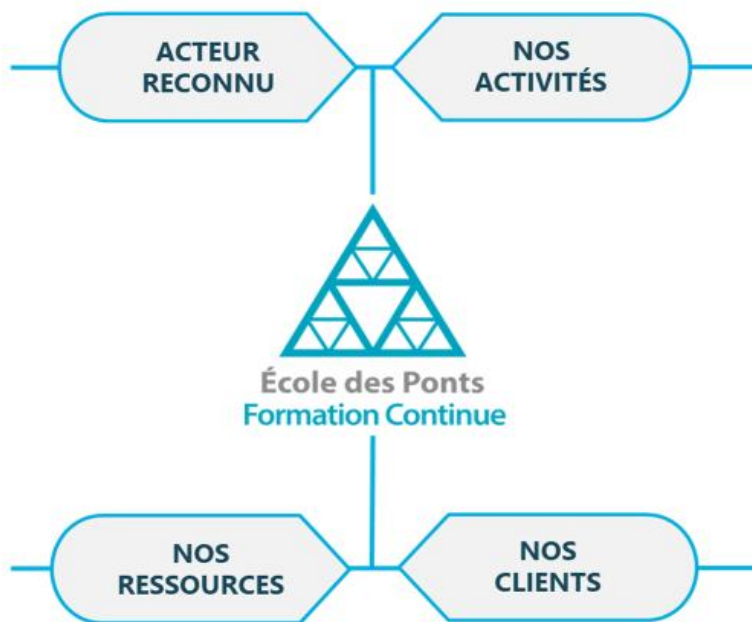 ACTEUR
RECONNU
NOS
ACTIVITÉS
École des Ponts
Formation Continue
NOS
RESSOURCES
NOS
CLIENTS